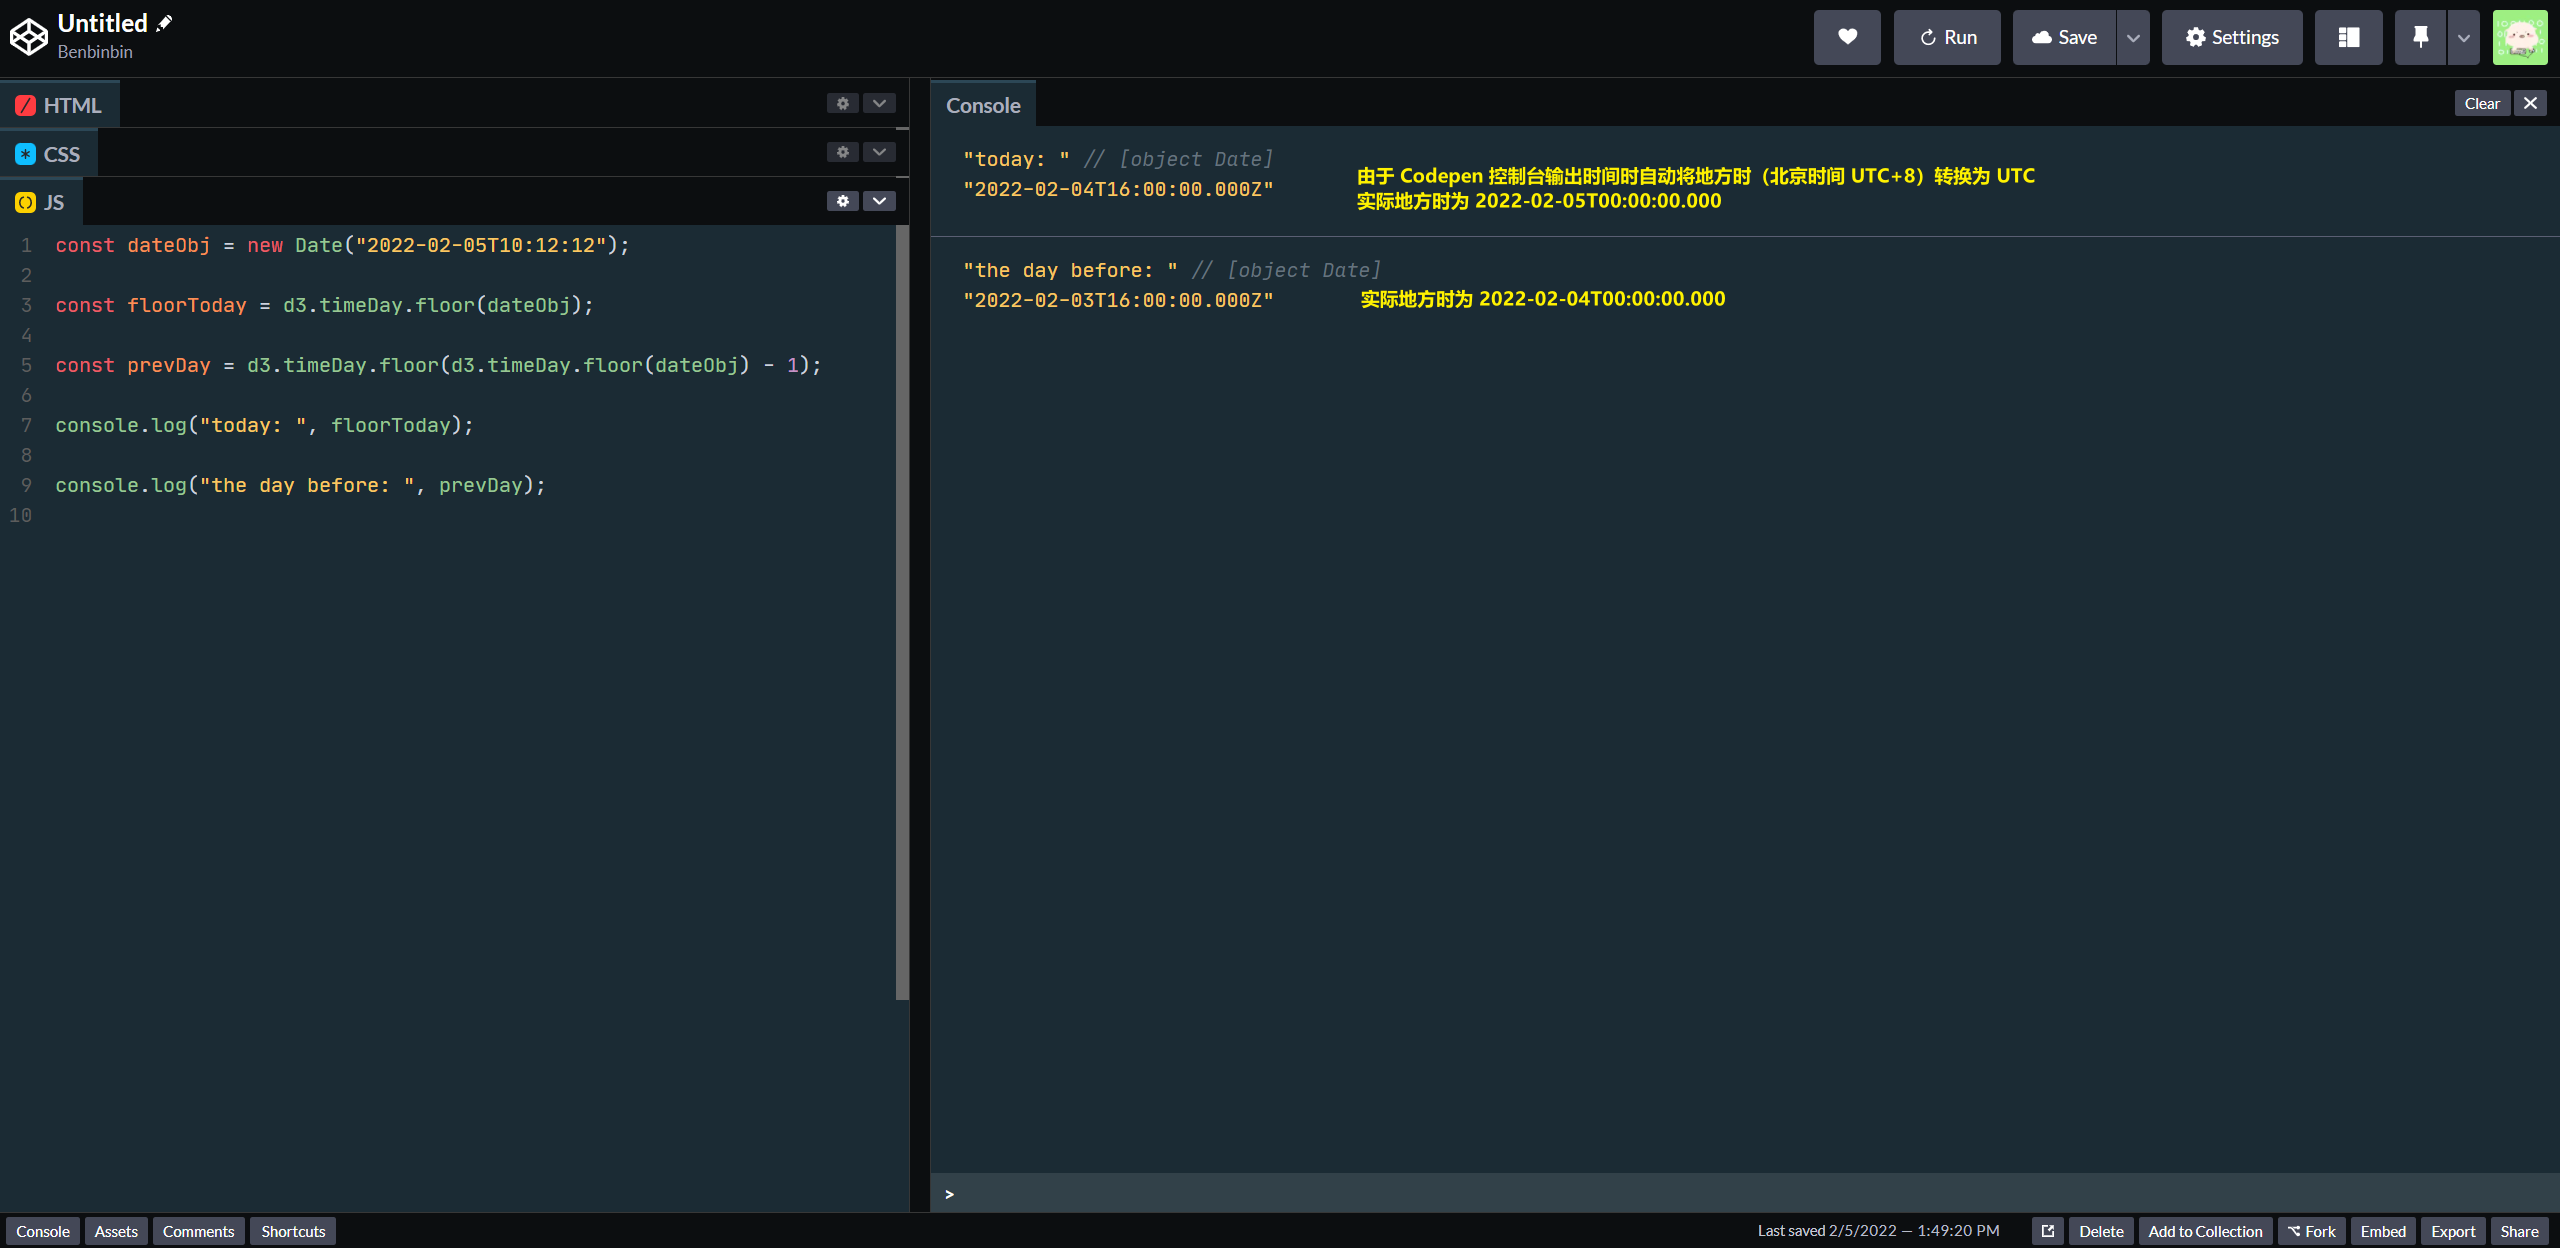 Untitled
Benbinbin
Run
Save
Settings
HTML
CSS
JS
1 const dateObj = new Date("2022-02-05T10:12:12");
2
3 const floorToday = d3.timeDay.floor(dateObj);
4
5 const prevDay = d3.timeDay.floor(d3.timeDay.floor(dateObj) - 1);
6
7 console.log("today: ", floorToday);
8
9 console.log("the day before: ", prevDay);
10
Console
Clear
"today: " // [object Date]
"2022-02-04T16:00:00.000Z"
由于 Codepen 控制台输出时间时自动将地方时（北京时间 UTC+8）转换为 UTC
实际地方时为 2022-02-05T00:00:00.000
"the day before: " // [object Date]
"2022-02-03T16:00:00.000Z"
实际地方时为 2022-02-04T00:00:00.000
>
Console Assets Comments Shortcuts
Last saved 2/5/2022 — 1:49:20 PM
Delete Add to Collection Fork Embed Export Share